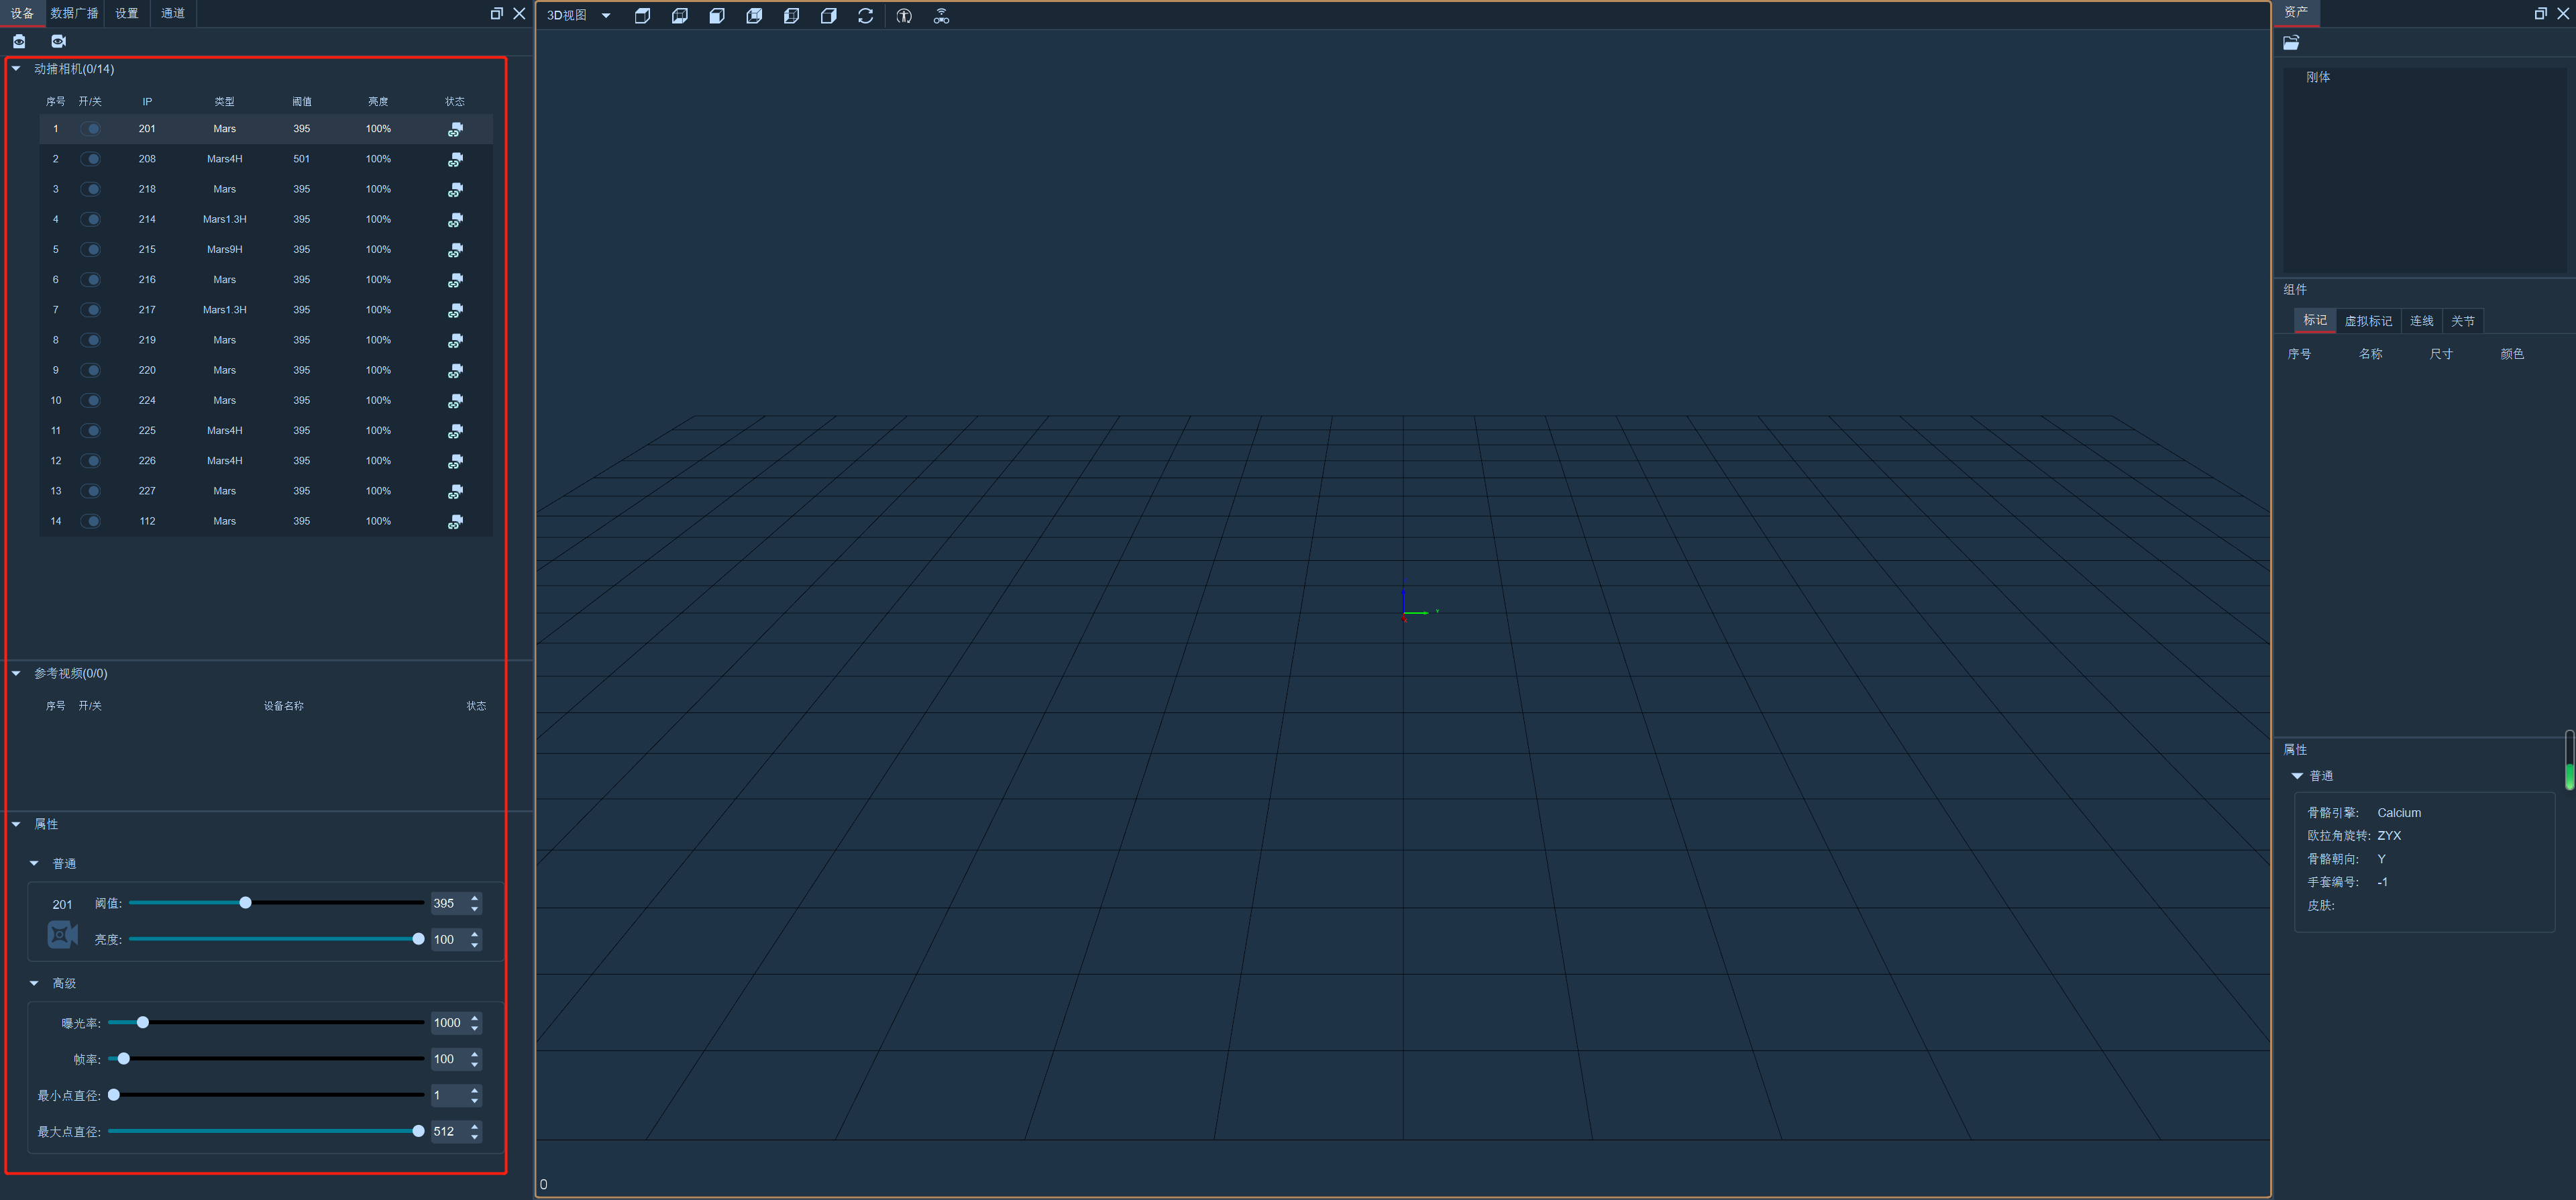 设备 数据广播 设置 通道
动捕相机(0/14)
序号 开/关 IP 类型 阈值 亮度 状态
1 201 Mars 395 100%
2 208 Mars4H 501 100%
3 218 Mars 395 100%
4 214 Mars1.3H 395 100%
5 215 Mars9H 395 100%
6 216 Mars 395 100%
7 217 Mars1.3H 395 100%
8 219 Mars 395 100%
9 220 Mars 395 100%
10 224 Mars 395 100%
11 225 Mars4H 395 100%
12 226 Mars4H 395 100%
13 227 Mars 395 100%
14 112 Mars 395 100%
参考视频(0/0)
序号 开/关 设备名称 状态
属性
普通
201 阈值: 395
亮度: 100
高级
曝光率: 1000
帧率: 100
最小点直径: 1
最大点直径: 512
3D视图
Y
0
资产
刚体
组件
标记 虚拟标记 连线 关节
序号 名称 尺寸 颜色
属性
普通
骨骼引擎: Calcium
欧拉角旋转: ZYX
骨骼朝向: Y
手套编号: -1
皮肤: